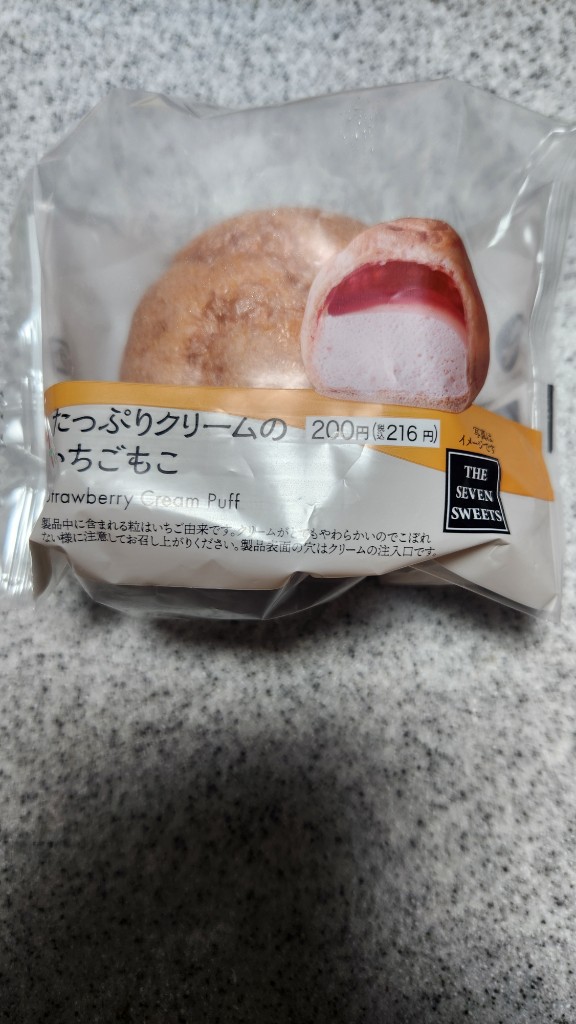 たっぷりクリームの
いちごもこ
200円(税込216円)
写真は
イメージです
Strawberry Cream Puff
THE
SEVEN
SWEETS
製品中に含まれる粒はいちご由来です。クリームがとてもやわらかいのでこぼれ
ない様に注意してお召し上がりください。製品表面の穴はクリームの注入口です。